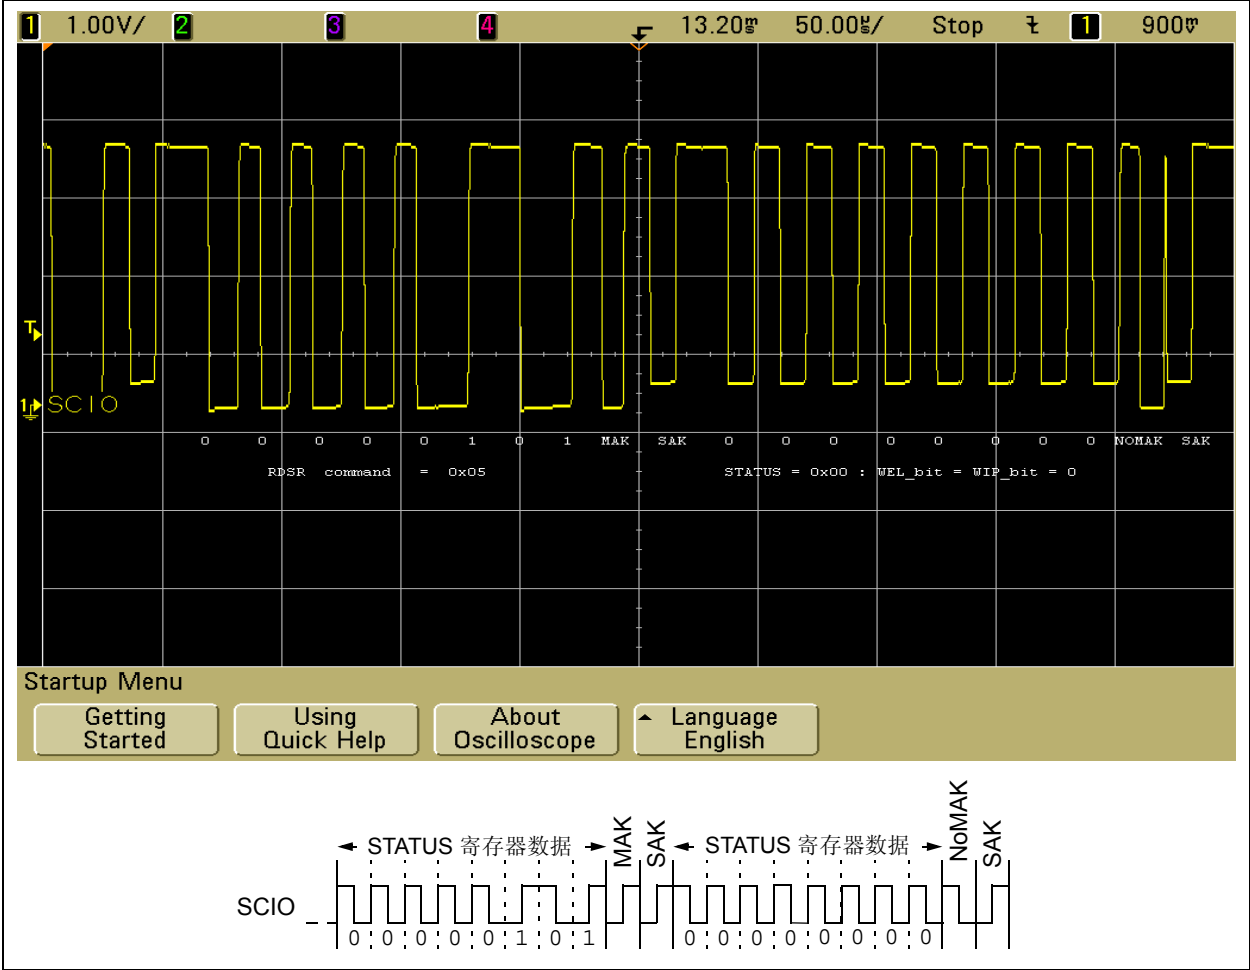 1 1.00V/ 2 3 4 13.20ms 50.00us/ Stop 1 900mV
T
1 SCIO
0 0 0 0 0 1 0 1 MAK SAK 0 0 0 0 0 0 0 0 NOMAK SAK
RDSR command = 0x05 STATUS = 0x00 : WEL_bit = WIP_bit = 0
Startup Menu
Getting Started
Using Quick Help
About Oscilloscope
Language English
STATUS 寄存器数据 MAK SAK STATUS 寄存器数据 NoMAK SAK
SCIO
0 0 0 0 0 1 0 1 0 0 0 0 0 0 0 0